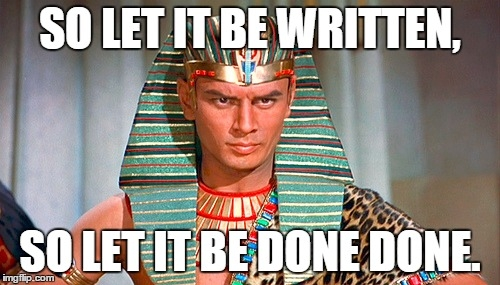 SO LET IT BE WRITTEN,
SO LET IT BE DONE DONE.
imgflip.com